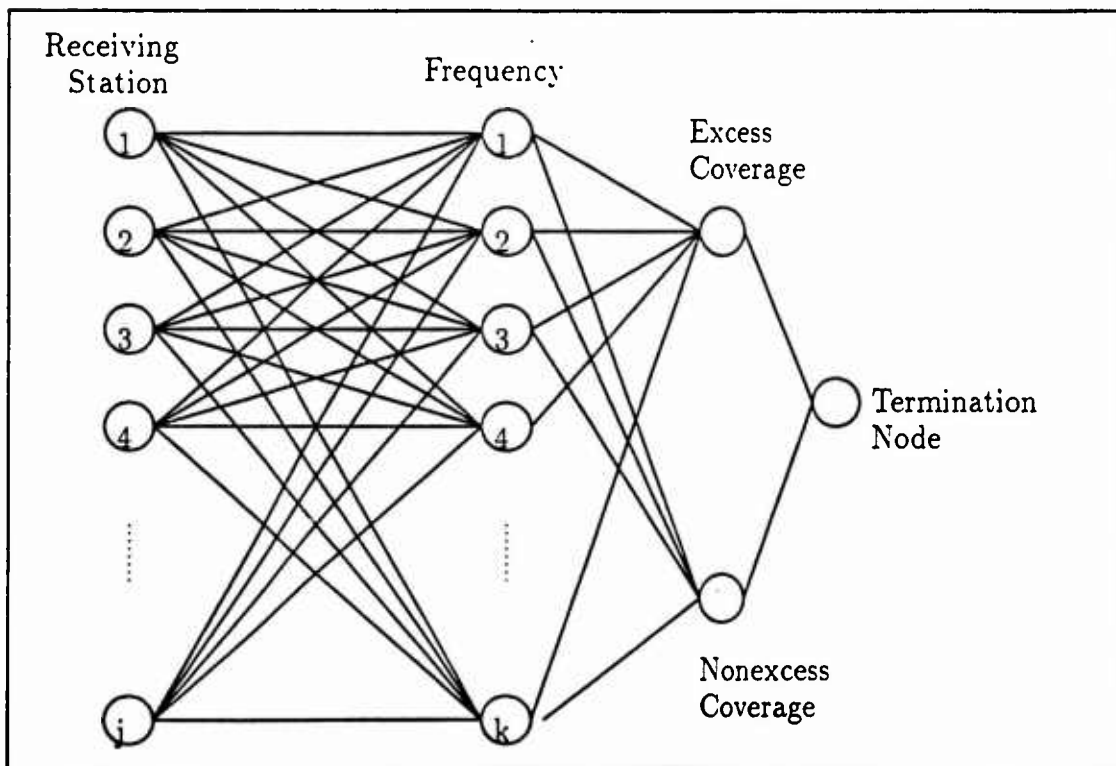 Receiving
Station
Frequency
1
2
3
4
j
1
2
3
4
k
Excess
Coverage
Termination
Node
Nonexcess
Coverage